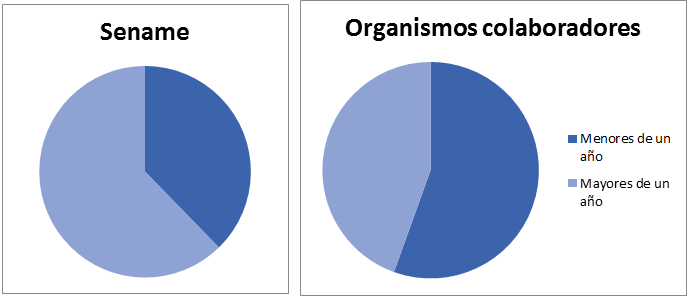 Sename
Organismos colaboradores
Menores de un
año
Mayores de un
año